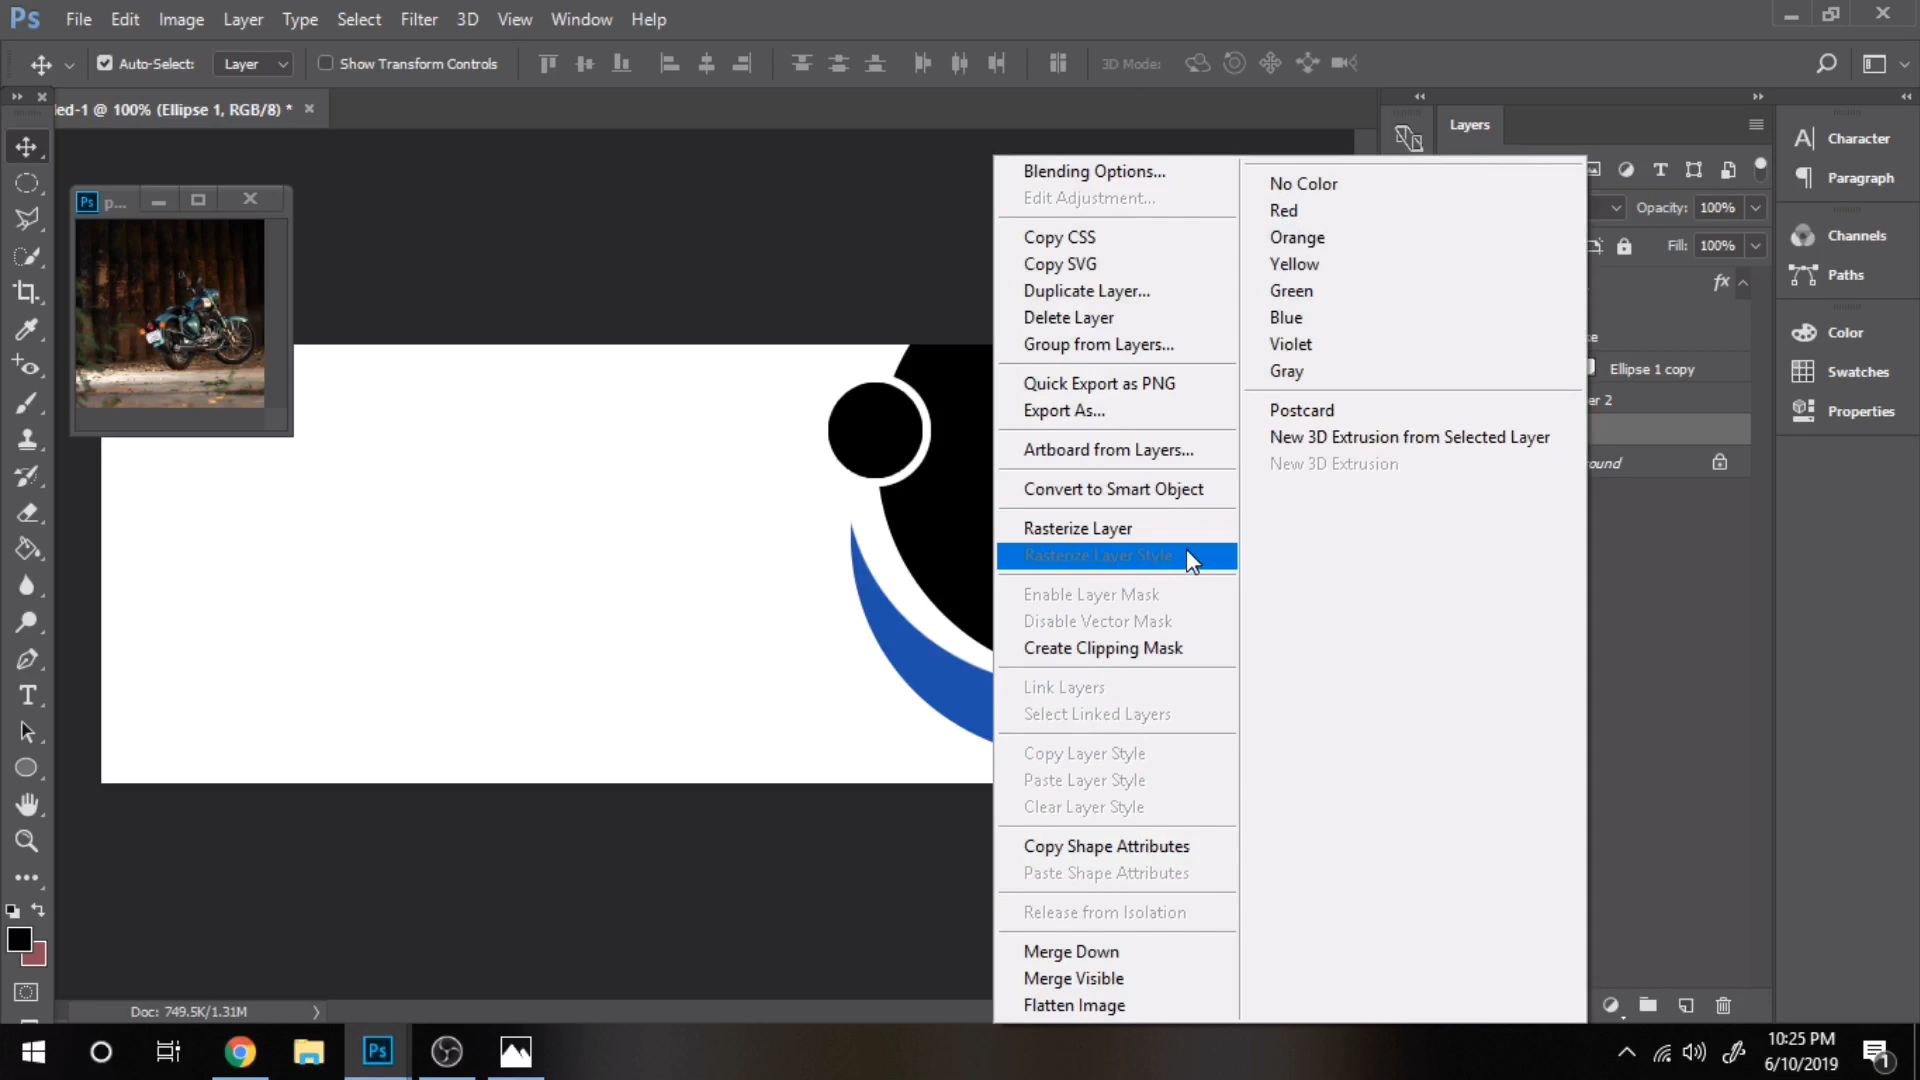 Ps File Edit Image Layer Type Select Filter 3D View Window Help
Auto-Select: Layer Show Transform Controls 3D Mode:
led-1 @ 100% (Ellipse 1, RGB/8) *
Layers
Character
Paragraph
Channels
Paths
Color
Swatches
Properties
Ps p...
Blending Options...
Edit Adjustment...
Copy CSS
Copy SVG
Duplicate Layer...
Delete Layer
Group from Layers...
Quick Export as PNG
Export As...
Artboard from Layers...
Convert to Smart Object
Rasterize Layer
Rasterize Layer Style
Enable Layer Mask
Disable Vector Mask
Create Clipping Mask
Link Layers
Select Linked Layers
Copy Layer Style
Paste Layer Style
Clear Layer Style
Copy Shape Attributes
Paste Shape Attributes
Release from Isolation
Merge Down
Merge Visible
Flatten Image
No Color
Red
Orange
Yellow
Green
Blue
Violet
Gray
Postcard
New 3D Extrusion from Selected Layer
New 3D Extrusion
Opacity: 100%
Fill: 100%
fx
ke
Ellipse 1 copy
er 2
ound
Doc: 749.5K/1.31M
Ps
10:25 PM
6/10/2019
1